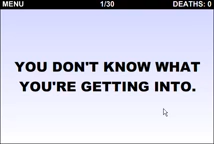 MENU 1/30 DEATHS: 0
YOU DON'T KNOW WHAT
YOU'RE GETTING INTO.